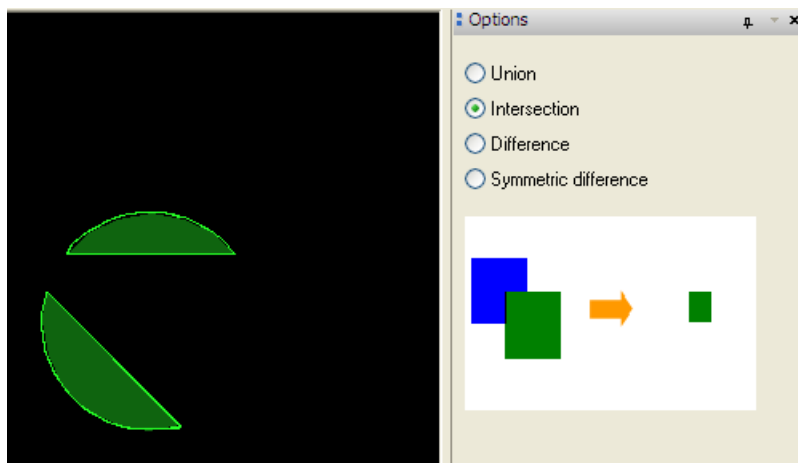 Options
Union
Intersection
Difference
Symmetric difference